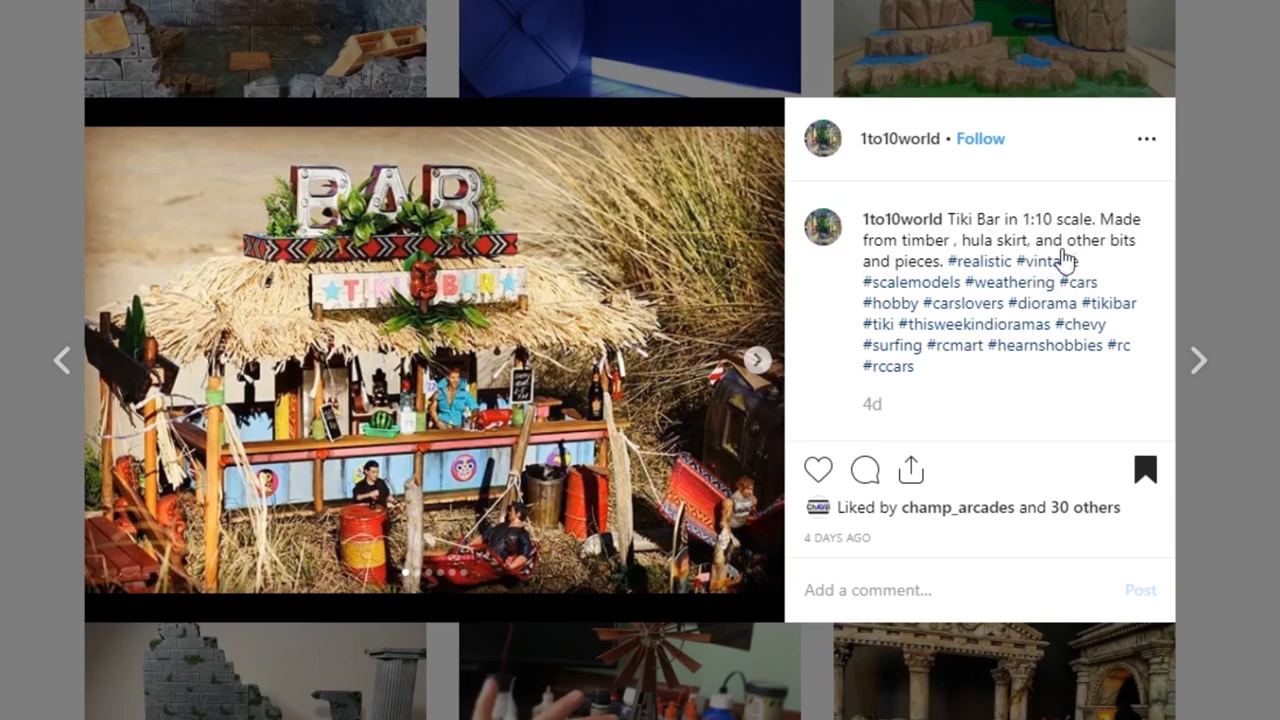 BAR
TIKI BAR
1to10world • Follow
1to10world Tiki Bar in 1:10 scale. Made
from timber , hula skirt, and other bits
and pieces. #realistic #vintage
#scalemodels #weathering #cars
#hobby #carslovers #diorama #tikibar
#tiki #thisweekindioramas #chevy
#surfing #rcmart #hearnshobbies #rc
#rccars
4d
Liked by champ_arcades and 30 others
4 DAYS AGO
Add a comment...
Post